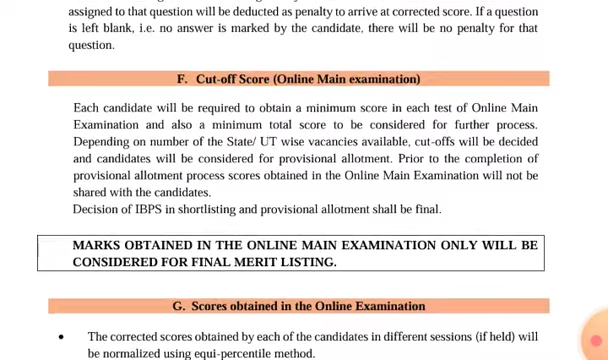 assigned to that question will be deducted as penalty to arrive at corrected score. If a question
is left blank, i.e. no answer is marked by the candidate, there will be no penalty for that
question.
F. Cut-off Score (Online Main examination)
Each candidate will be required to obtain a minimum score in each test of Online Main
Examination and also a minimum total score to be considered for further process.
Depending on number of the State/ UT wise vacancies available, cut-offs will be decided
and candidates will be considered for provisional allotment. Prior to the completion of
provisional allotment process scores obtained in the Online Main Examination will not be
shared with the candidates.
Decision of IBPS in shortlisting and provisional allotment shall be final.
MARKS OBTAINED IN THE ONLINE MAIN EXAMINATION ONLY WILL BE
CONSIDERED FOR FINAL MERIT LISTING.
G. Scores obtained in the Online Examination
• The corrected scores obtained by each of the candidates in different sessions (if held) will
be normalized using equi-percentile method.